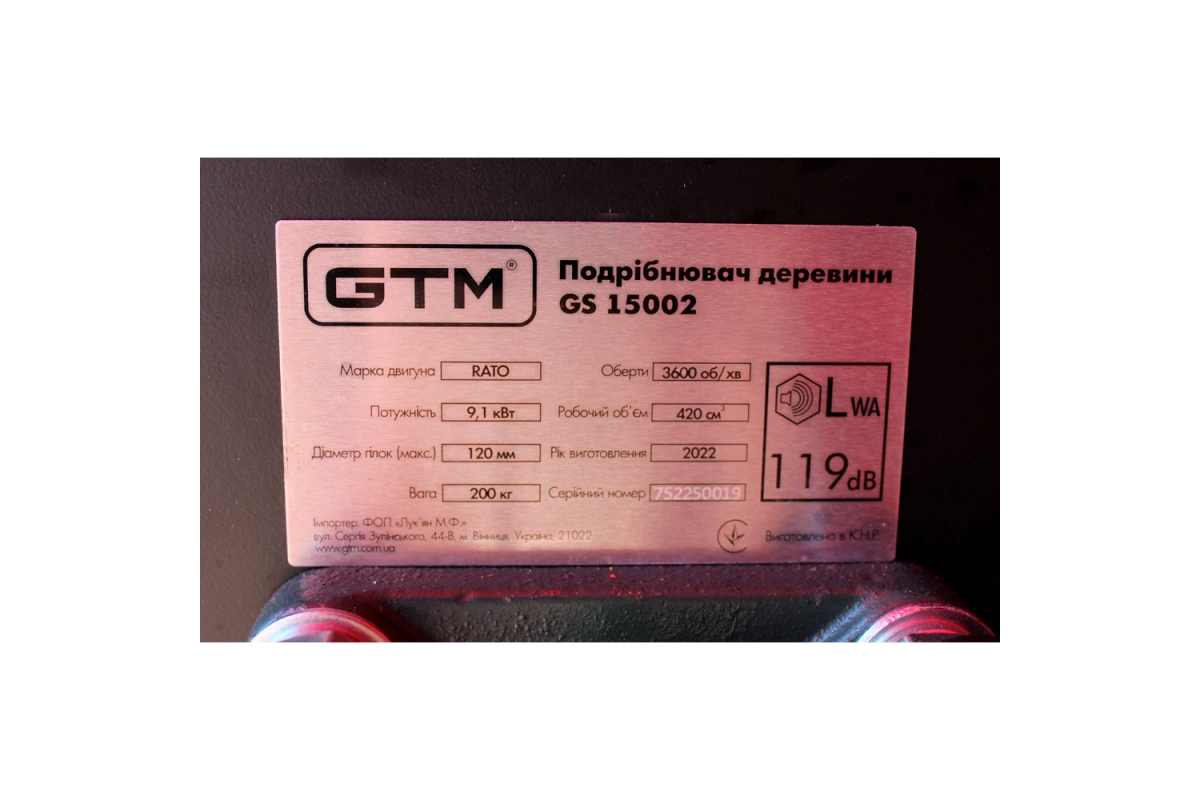 GTM®
Подрібнювач деревини
GS 15002
Марка двигуна RATO Оберти 3600 об/хв
Потужність 9,1 кВт Робочий об'єм 420 см³
Діаметр гілок (макс.) 120 мм Рік виготовлення 2022
Вага 200 кг Серійний номер 752250019
LWA
119dB
Імпортер: ФОП «Лук'ян М.Ф.»
вул. Сергія Зулінського, 44-В, м. Вінниця, Україна, 21022
www.gtm.com.ua
Виготовлено в К.Н.Р.